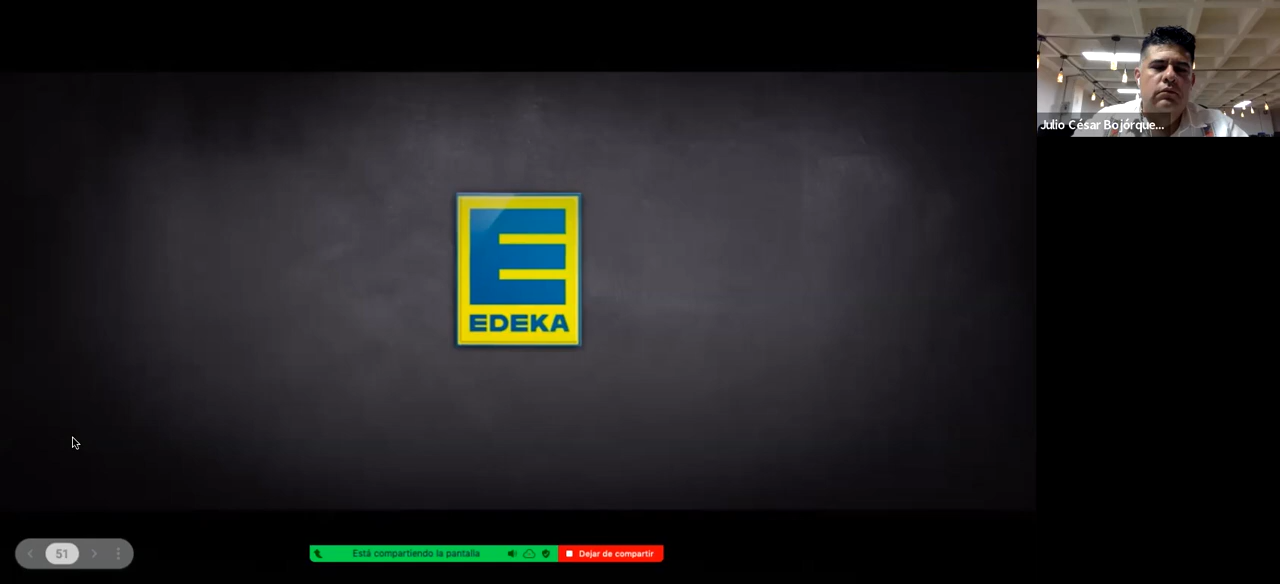 EDEKA
Julio César Bojórque...
51
Está compartiendo la pantalla
Dejar de compartir